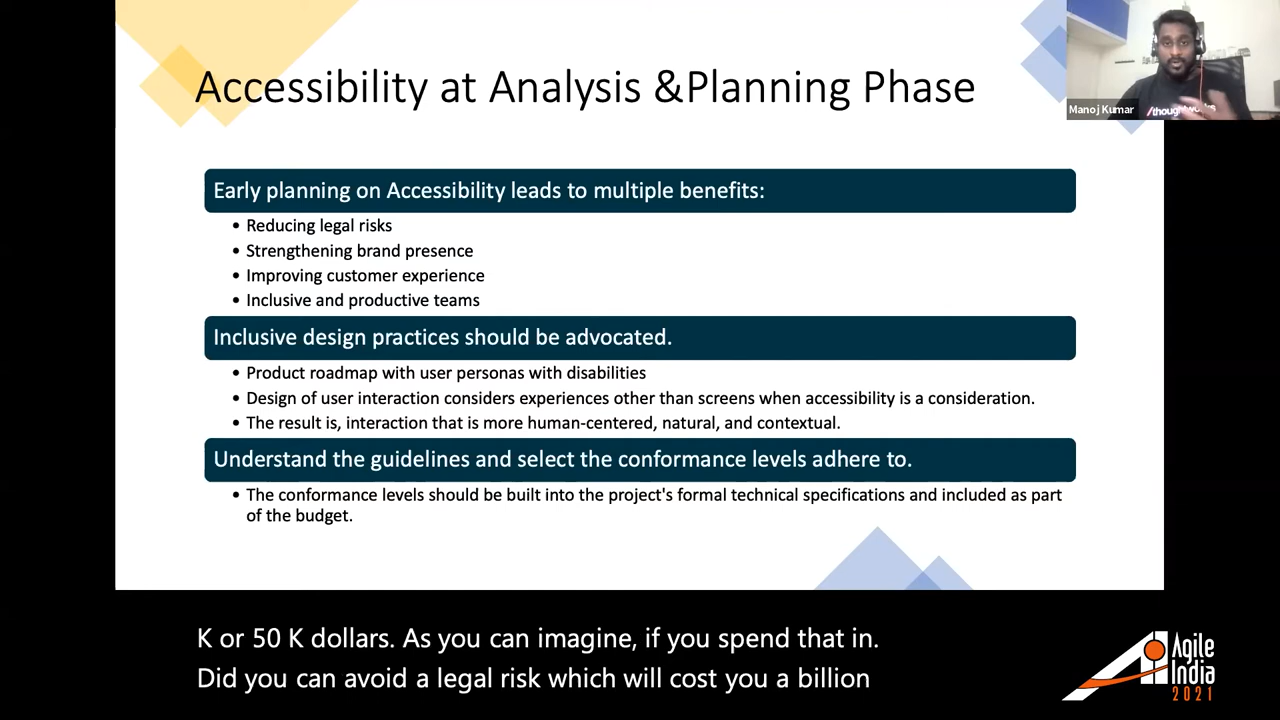 Accessibility at Analysis &Planning Phase
Manoj Kumar
/thoughtworks
Early planning on Accessibility leads to multiple benefits:
• Reducing legal risks
• Strengthening brand presence
• Improving customer experience
• Inclusive and productive teams
Inclusive design practices should be advocated.
• Product roadmap with user personas with disabilities
• Design of user interaction considers experiences other than screens when accessibility is a consideration.
• The result is, interaction that is more human-centered, natural, and contextual.
Understand the guidelines and select the conformance levels adhere to.
• The conformance levels should be built into the project's formal technical specifications and included as part
of the budget.
K or 50 K dollars. As you can imagine, if you spend that in.
Did you can avoid a legal risk which will cost you a billion
Agile
India
2021